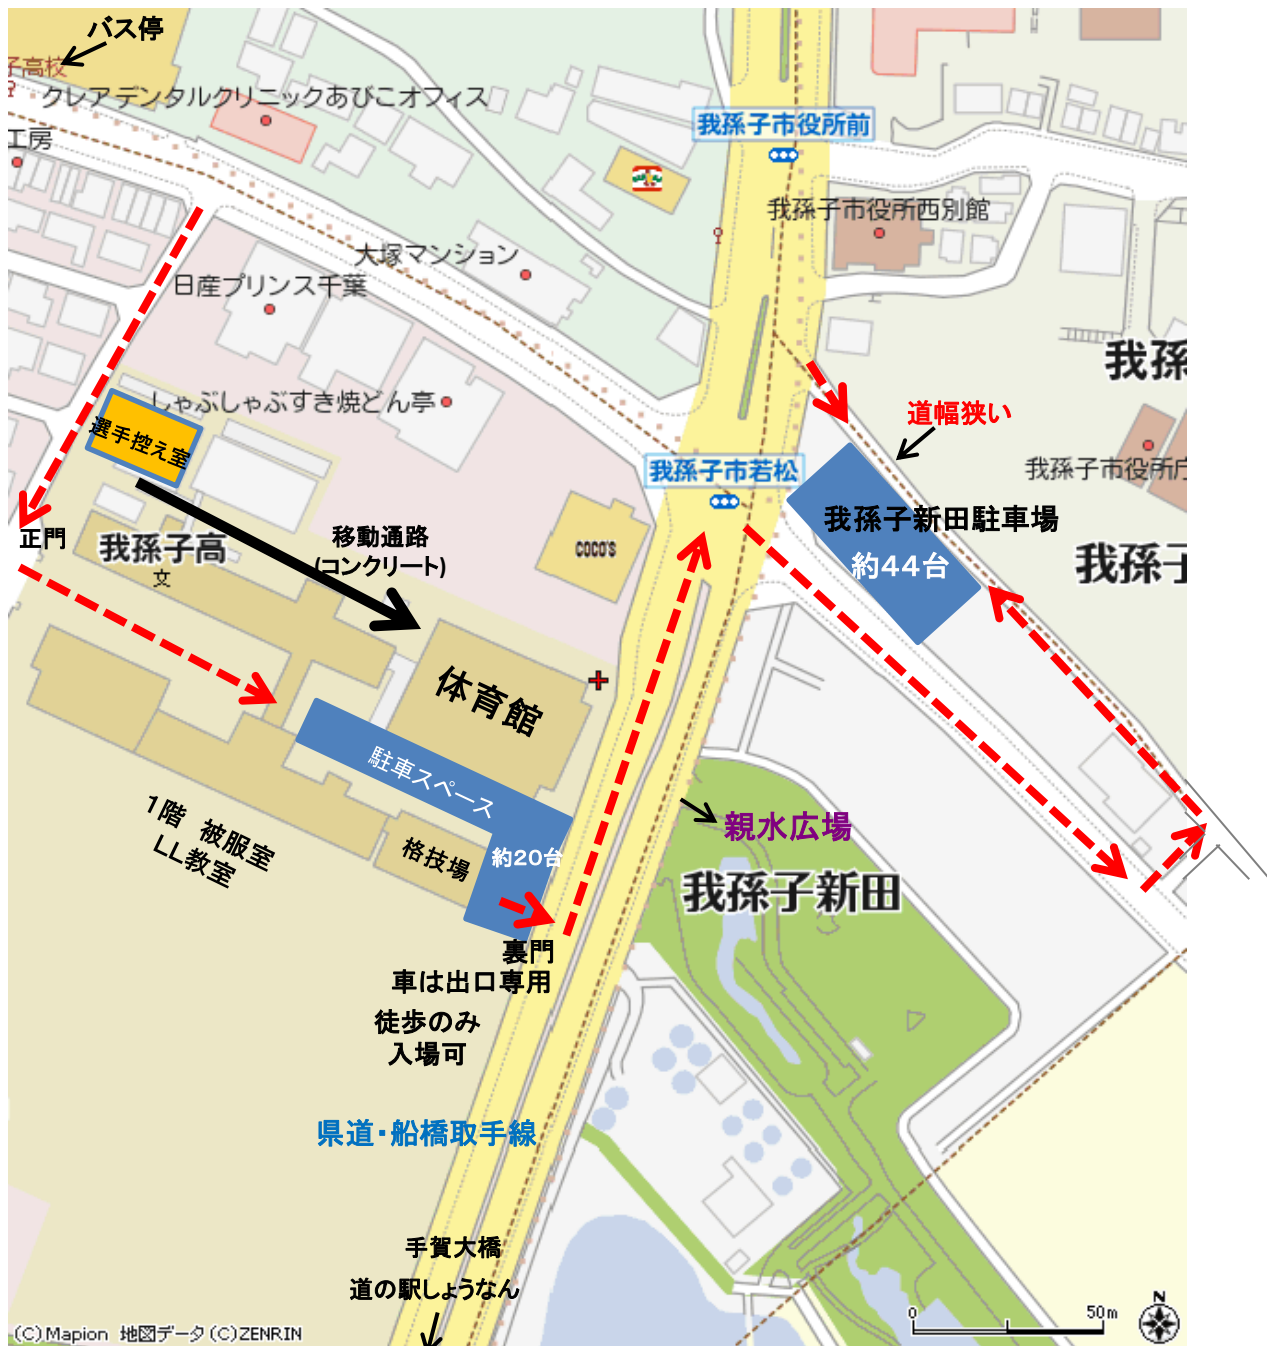 バス停
子高校
クレアデンタルクリニックあびこオフィス
工房
我孫子市役所前
我孫子市役所西別館
大塚マンション
日産プリンス千葉
我孫
しゃぶしゃぶすき焼どん亭
道幅狭い
選手控え室
我孫子市若松
我孫子市役所庁
正門
我孫子高
文
移動通路
(コンクリート)
COCO'S
我孫子新田駐車場
約44台
我孫子
体育館
駐車スペース
1階 被服室
LL教室
格技場
約20台
親水広場
我孫子新田
裏門
車は出口専用
徒歩のみ
入場可
県道・船橋取手線
手賀大橋
道の駅しょうなん
(C)Mapion 地図データ(C)ZENRIN
0
50m
N